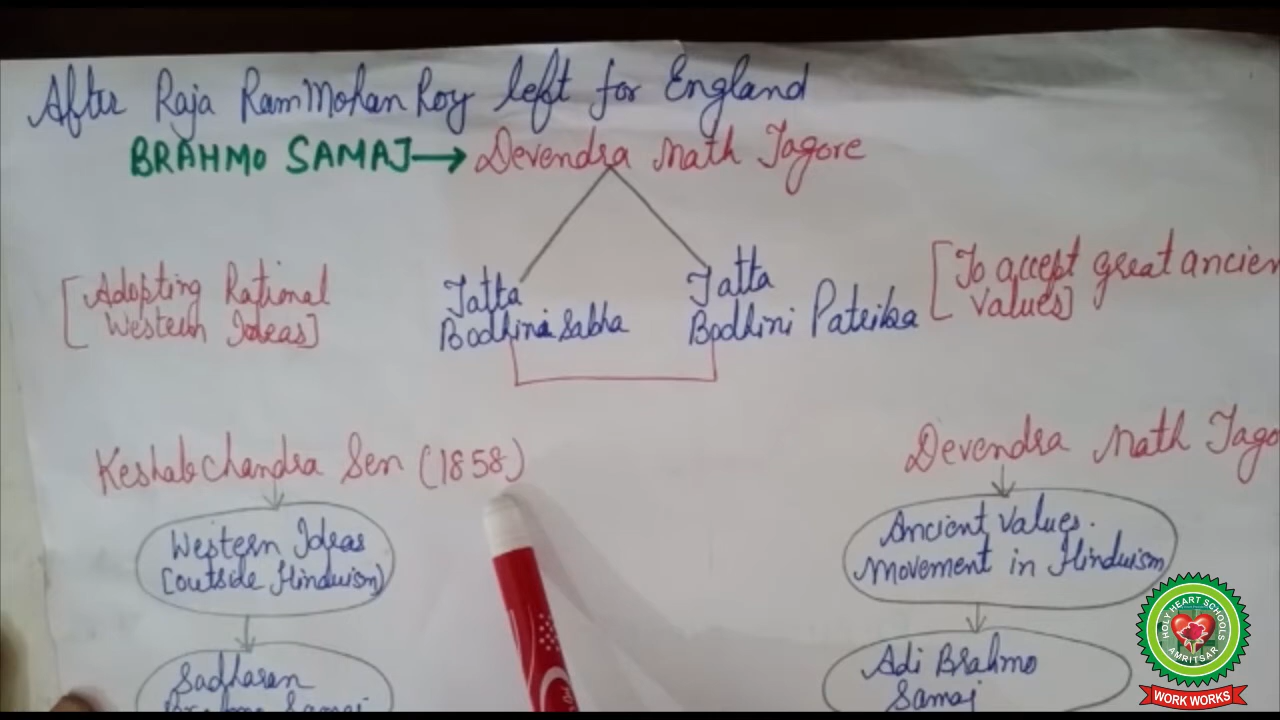 After Raja Ram Mohan Roy left for England
BRAHMO SAMAJ → Devendra Nath Tagore
[Adopting Rational
Western Ideas]
Tatta
Bodhini Sabha
Tatta
Bodhini Patrika
[To accept great ancien
values]
Keshab Chandra Sen (1858)
Devendra Nath Tago
Western Ideas
(outside Hinduism)
Ancient Values.
Movement in Hinduism
Sadharan
Brahmo Samaj
Adi Brahmo
Samaj
HOLY HEART SCHOOLS
AMRITSAR
WORK WORKS